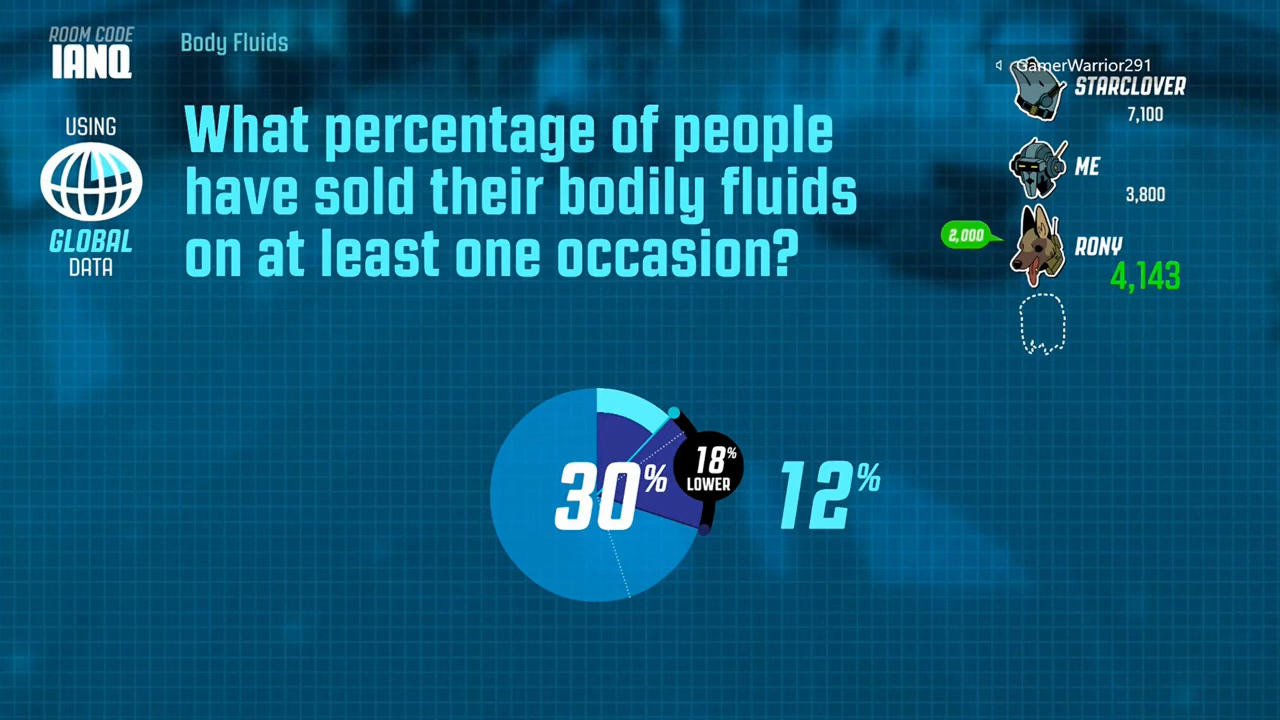 ROOM CODE
IANQ
Body Fluids
USING
GLOBAL
DATA
What percentage of people
have sold their bodily fluids
on at least one occasion?
GamerWarrior291
STARCLOVER
7,100
ME
3,800
2,000
RONY
4,143
30%
18%
LOWER
12%